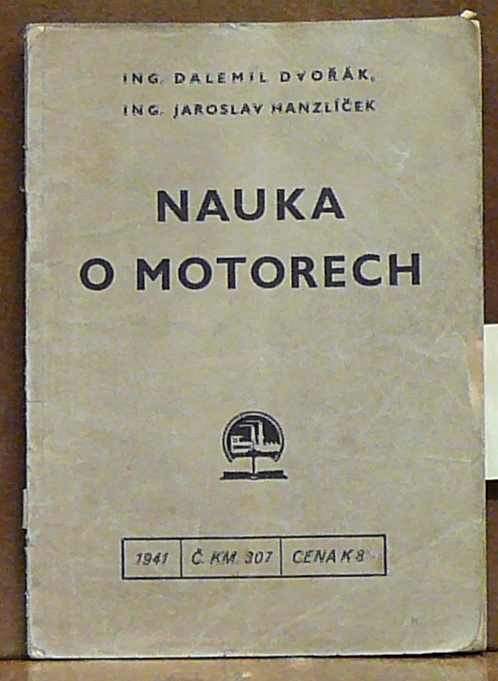 ING. DALEMIL DVOŘÁK,
ING. JAROSLAV HANZLÍČEK
NAUKA
O MOTORECH
1941 Č. KM. 307 CENA K 8